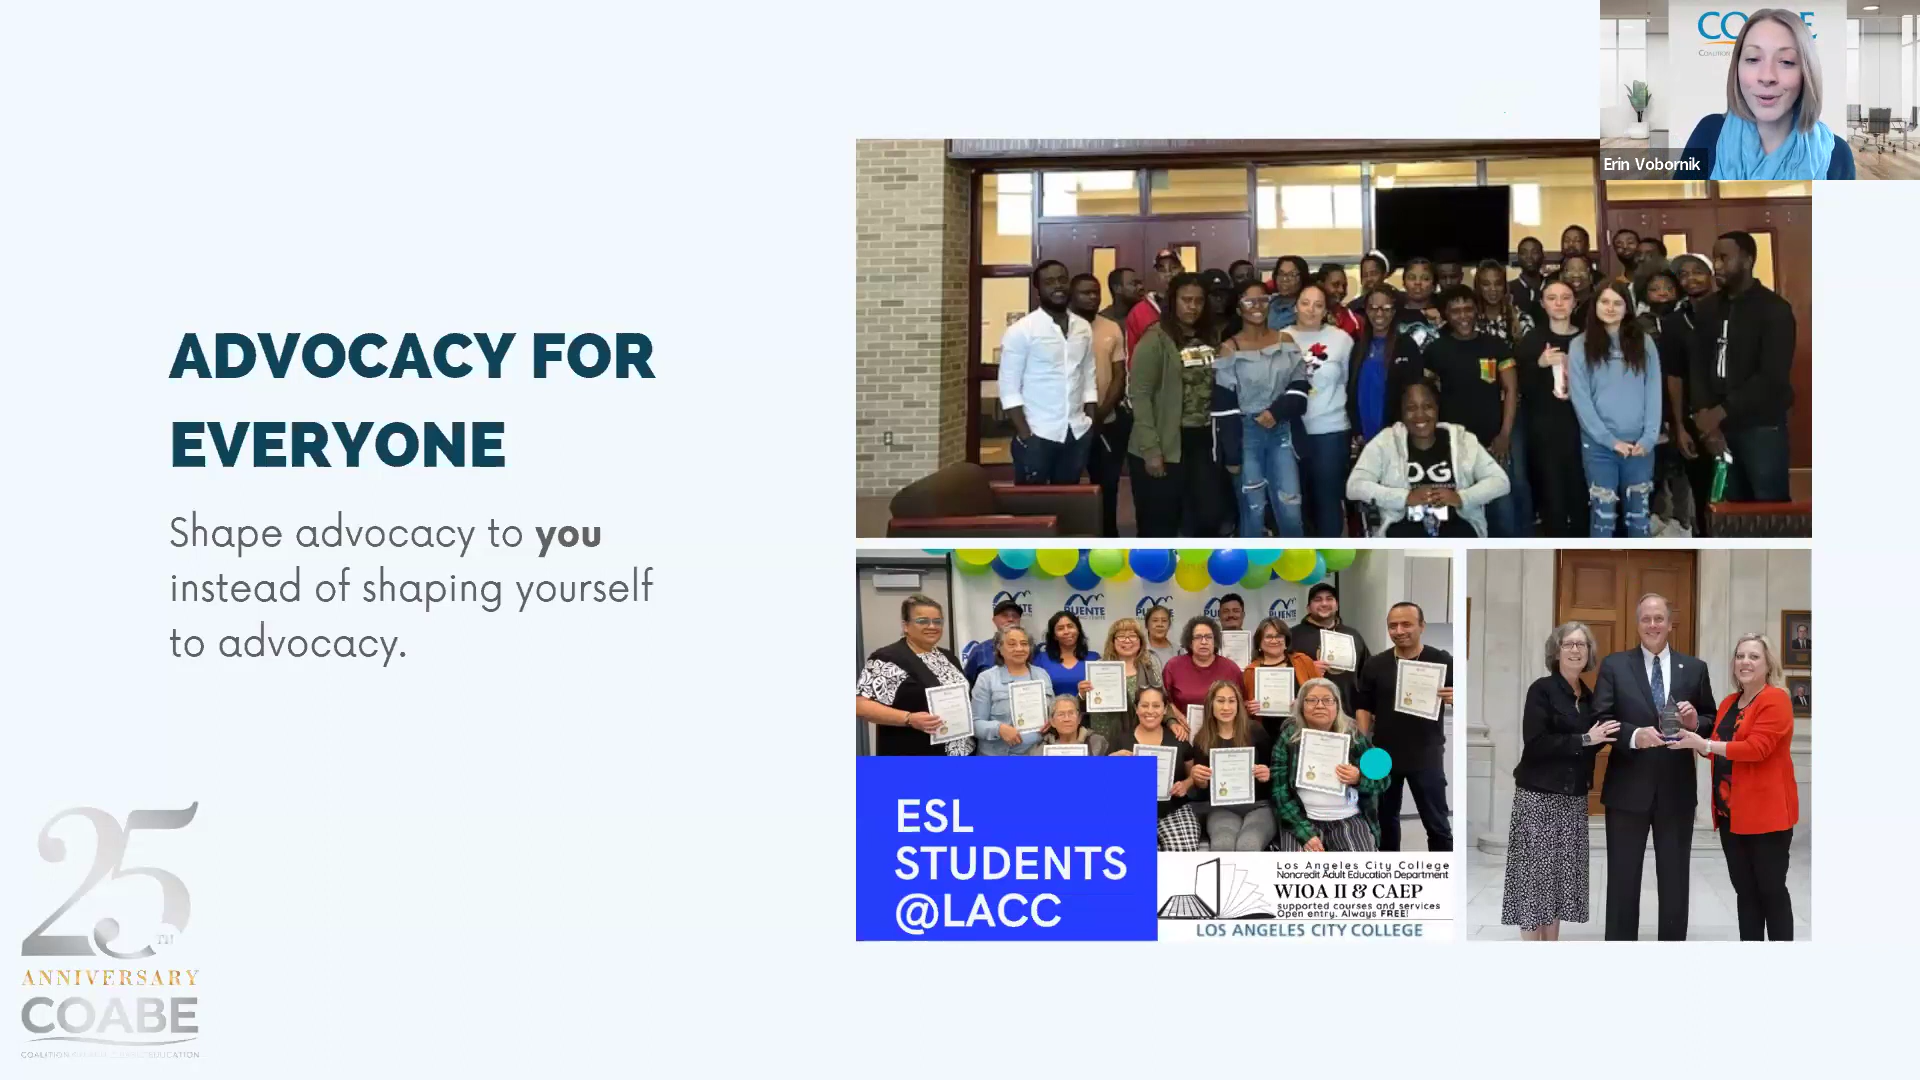 ADVOCACY FOR
EVERYONE
Shape advocacy to you
instead of shaping yourself
to advocacy.
25
TH
ANNIVERSARY
COABE
Erin Vobornik
OGI
PUENTE
ESL
STUDENTS
@LACC
Los Angeles City College
Noncredit Adult Education Department
WIOA II & CAEP
supported courses and services
Open entry. Always FREE!
LOS ANGELES CITY COLLEGE